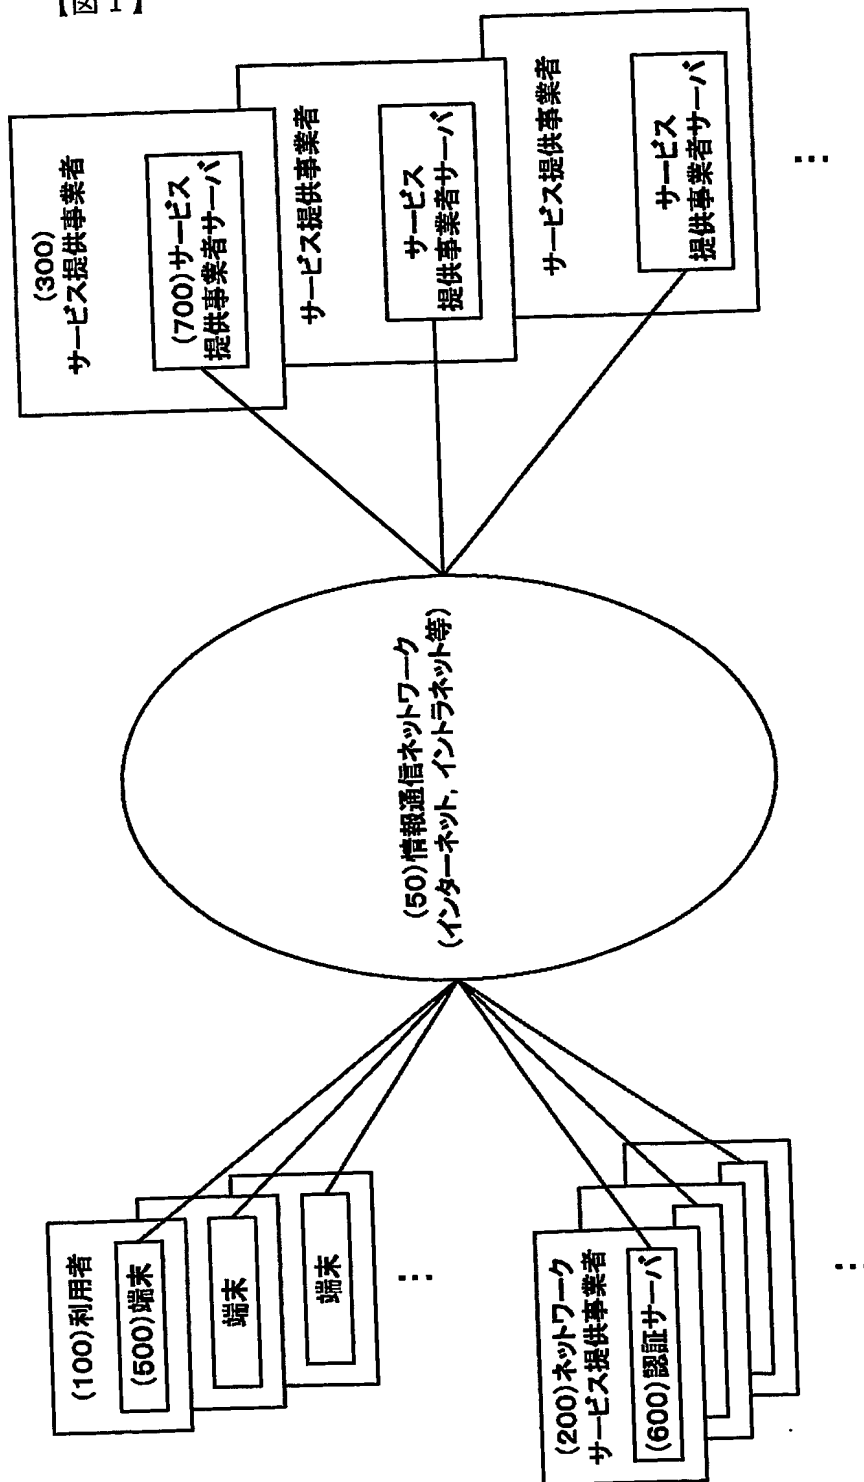 【図１】
(100)利用者
(500)端末
端末
端末
…
(200)ネットワーク
サービス提供事業者
(600)認証サーバ
…
(50)情報通信ネットワーク
(インターネット, イントラネット等)
(300)
サービス提供事業者
(700)サービス
提供事業者サーバ
サービス提供事業者
サービス
提供事業者サーバ
サービス提供事業者
サービス
提供事業者サーバ
…